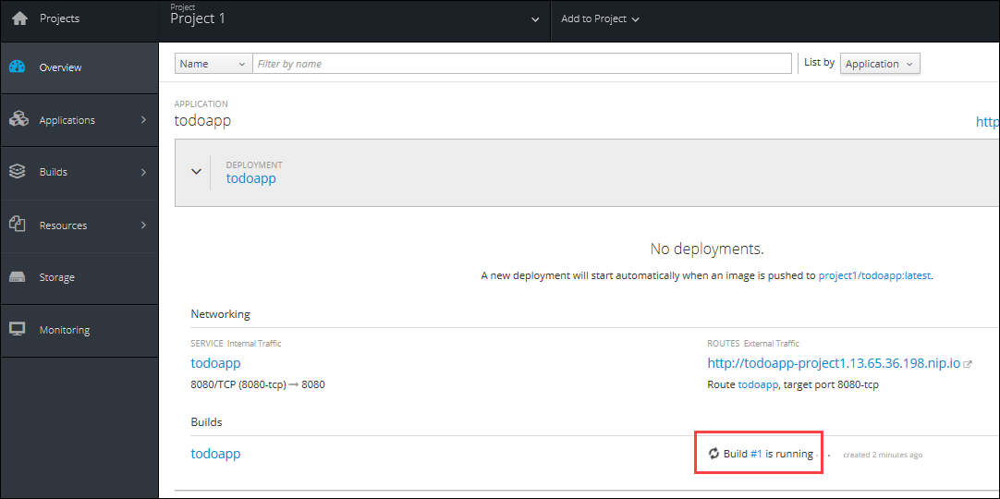 Projects
Project
Project 1
Add to Project
Overview
Applications
Builds
Resources
Storage
Monitoring
Name
Filter by name
List by
Application
APPLICATION
todoapp
http
DEPLOYMENT
todoapp
No deployments.
A new deployment will start automatically when an image is pushed to project1/todoapp:latest.
Networking
SERVICE Internal Traffic
todoapp
8080/TCP (8080-tcp) → 8080
ROUTES External Traffic
http://todoapp-project1.13.65.36.198.nip.io
Route todoapp, target port 8080-tcp
Builds
todoapp
Build #1 is running
created 2 minutes ago